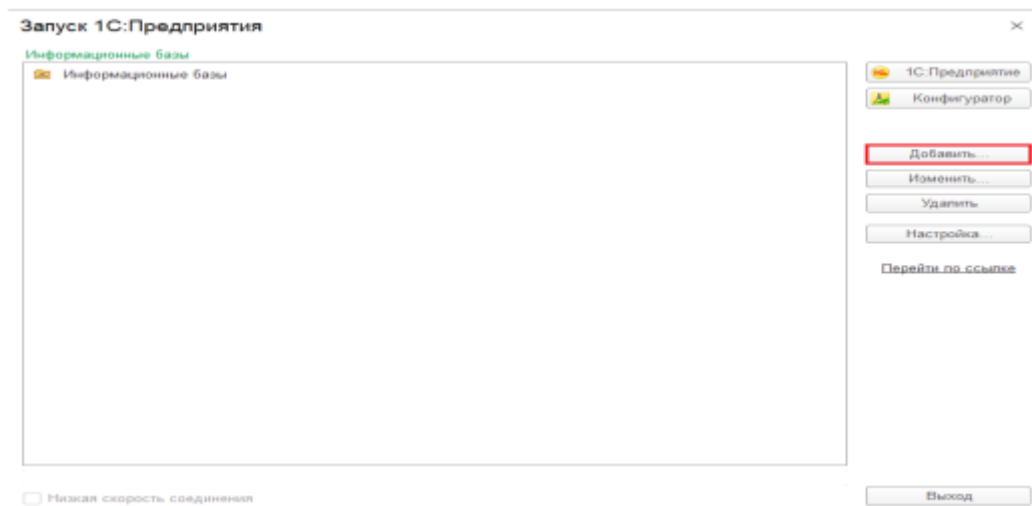 Запуск 1С:Предприятия
Информационные базы
Информационные базы
1С:Предприятие
Конфигуратор
Добавить...
Изменить...
Удалить
Настройка...
Перейти по ссылке
Низкая скорость соединения
Выход